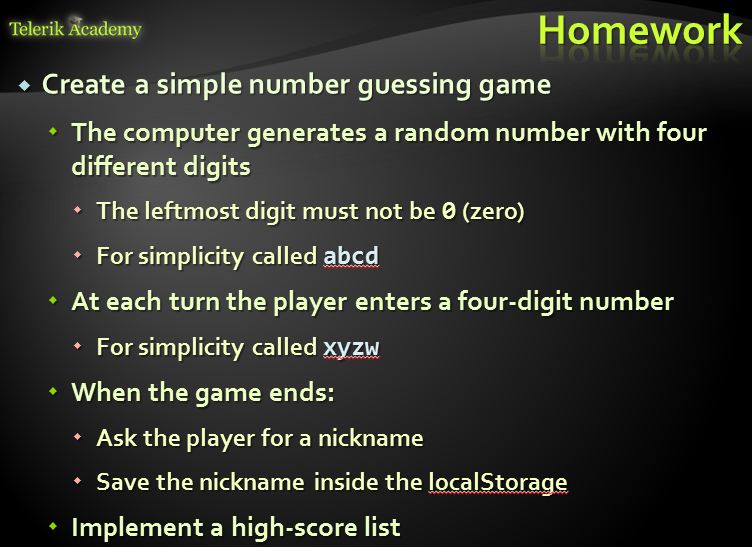 Telerik Academy
Homework
Create a simple number guessing game
The computer generates a random number with four
different digits
The leftmost digit must not be 0 (zero)
For simplicity called abcd
At each turn the player enters a four-digit number
For simplicity called xyzw
When the game ends:
Ask the player for a nickname
Save the nickname inside the localStorage
Implement a high-score list